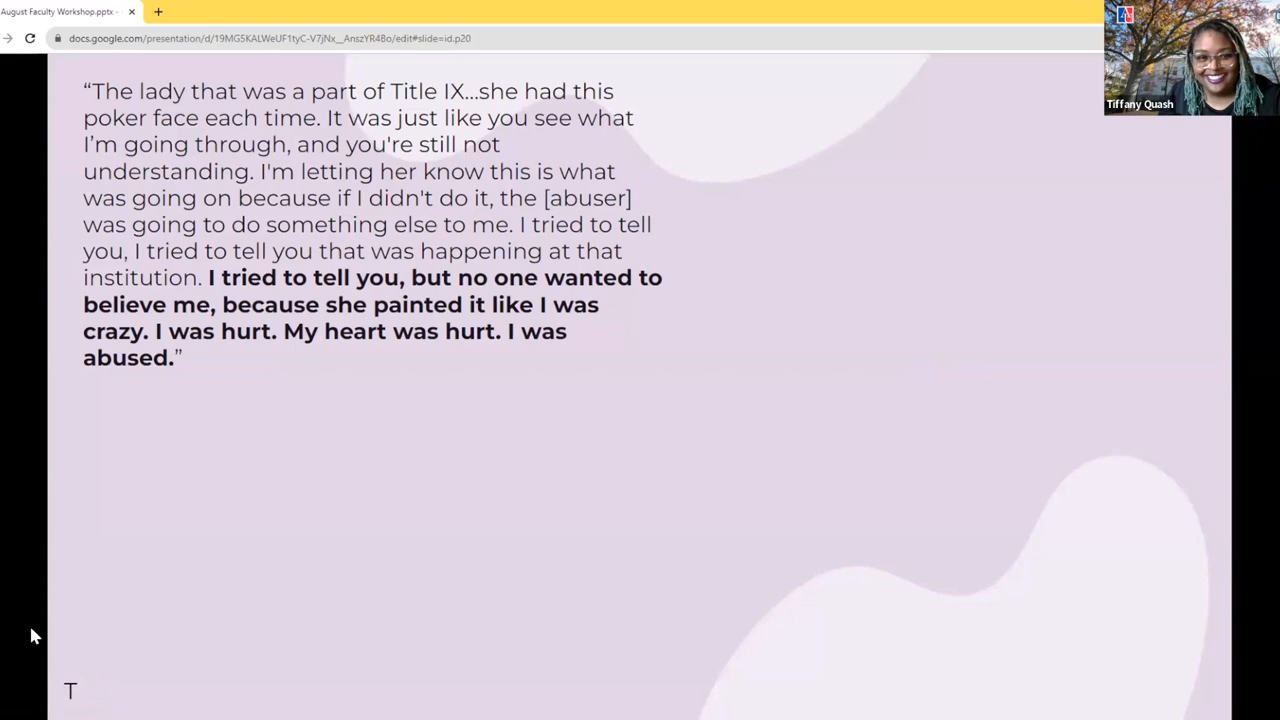 August Faculty Workshop.pptx -
docs.google.com/presentation/d/19MG5KALWeUF1tyC-V7jNx__AnszYR48o/edit#slide=id.p20
Tiffany Quash
“The lady that was a part of Title IX...she had this
poker face each time. It was just like you see what
I’m going through, and you're still not
understanding. I'm letting her know this is what
was going on because if I didn't do it, the [abuser]
was going to do something else to me. I tried to tell
you, I tried to tell you that was happening at that
institution. I tried to tell you, but no one wanted to
believe me, because she painted it like I was
crazy. I was hurt. My heart was hurt. I was
abused.”
T